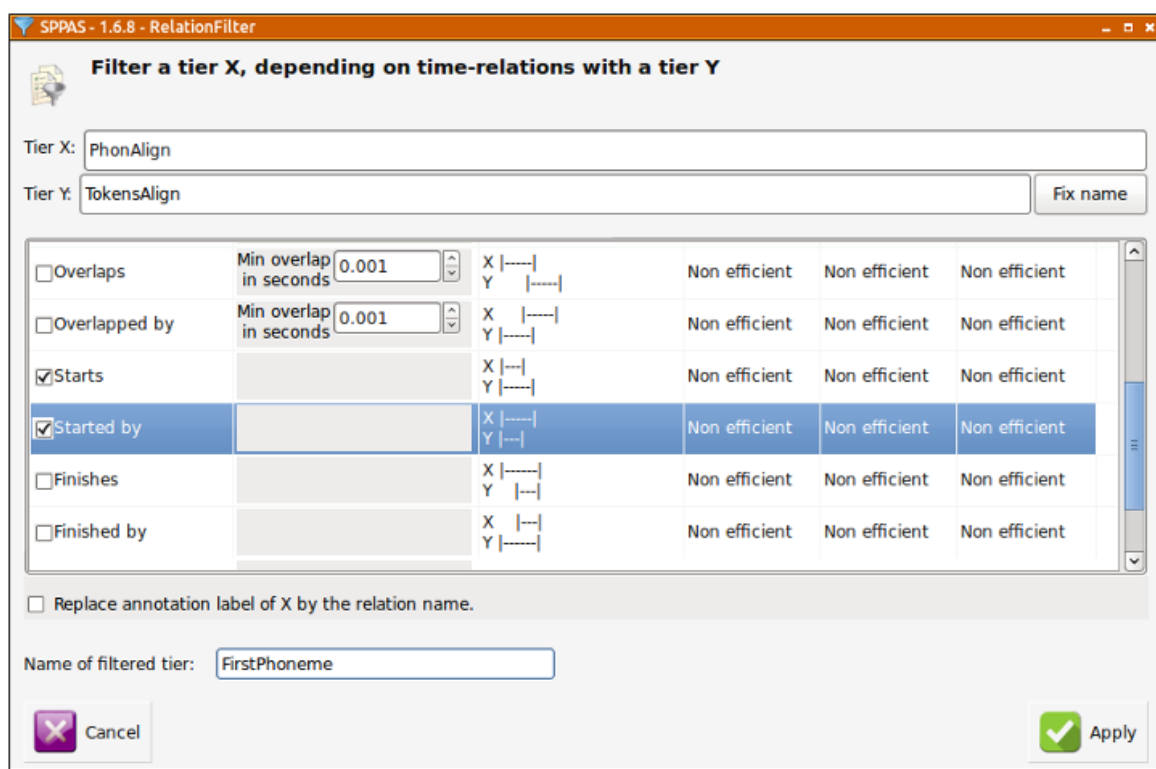 SPPAS - 1.6.8 - RelationFilter
Filter a tier X, depending on time-relations with a tier Y
Tier X: PhonAlign
Tier Y: TokensAlign Fix name
Overlaps Min overlap in seconds 0.001 X |-----| Y |-----| Non efficient Non efficient Non efficient
Overlapped by Min overlap in seconds 0.001 X |-----| Y |-----| Non efficient Non efficient Non efficient
Starts X |---| Y |-----| Non efficient Non efficient Non efficient
Started by X |-----| Y |---| Non efficient Non efficient Non efficient
Finishes X |------| Y |---| Non efficient Non efficient Non efficient
Finished by X |---| Y |------| Non efficient Non efficient Non efficient
Replace annotation label of X by the relation name.
Name of filtered tier: FirstPhoneme
Cancel Apply